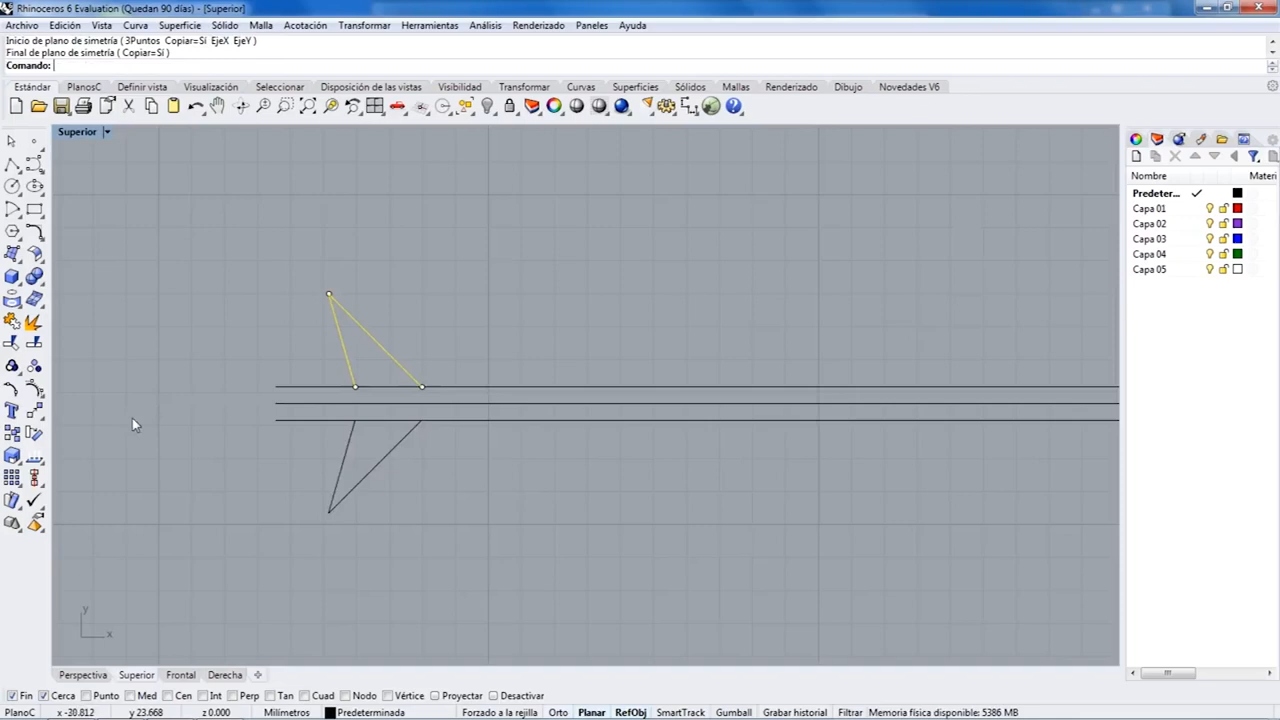 Rhinoceros 6 Evaluation (Quedan 90 días) - [Superior]
Archivo Edición Vista Curva Superficie Sólido Malla Acotación Transformar Herramientas Análisis Renderizado Paneles Ayuda
Inicio de plano de simetría ( 3Puntos Copiar=Sí EjeX EjeY )
Final de plano de simetría ( Copiar=Sí )
Comando:
Estándar PlanosC Definir vista Visualización Seleccionar Disposición de las vistas Visibilidad Transformar Curvas Superficies Sólidos Mallas Renderizado Dibujo Novedades V6
Superior
Nombre Materi
Predeter...
Capa 01
Capa 02
Capa 03
Capa 04
Capa 05
y
x
Perspectiva Superior Frontal Derecha
Fin Cerca Punto Med Cen Int Perp Tan Cuad Nodo Vértice Proyectar Desactivar
PlanoC x -38.812 y 23.668 z 0.000 Milímetros Predeterminada Forzado a la rejilla Orto Planar RefObj SmartTrack Gumball Grabar historial Filtrar Memoria física disponible: 5386 MB